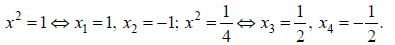 x² = 1 ⇔ x₁ = 1, x₂ = −1; x² = 1/4 ⇔ x₃ = 1/2, x₄ = −1/2.